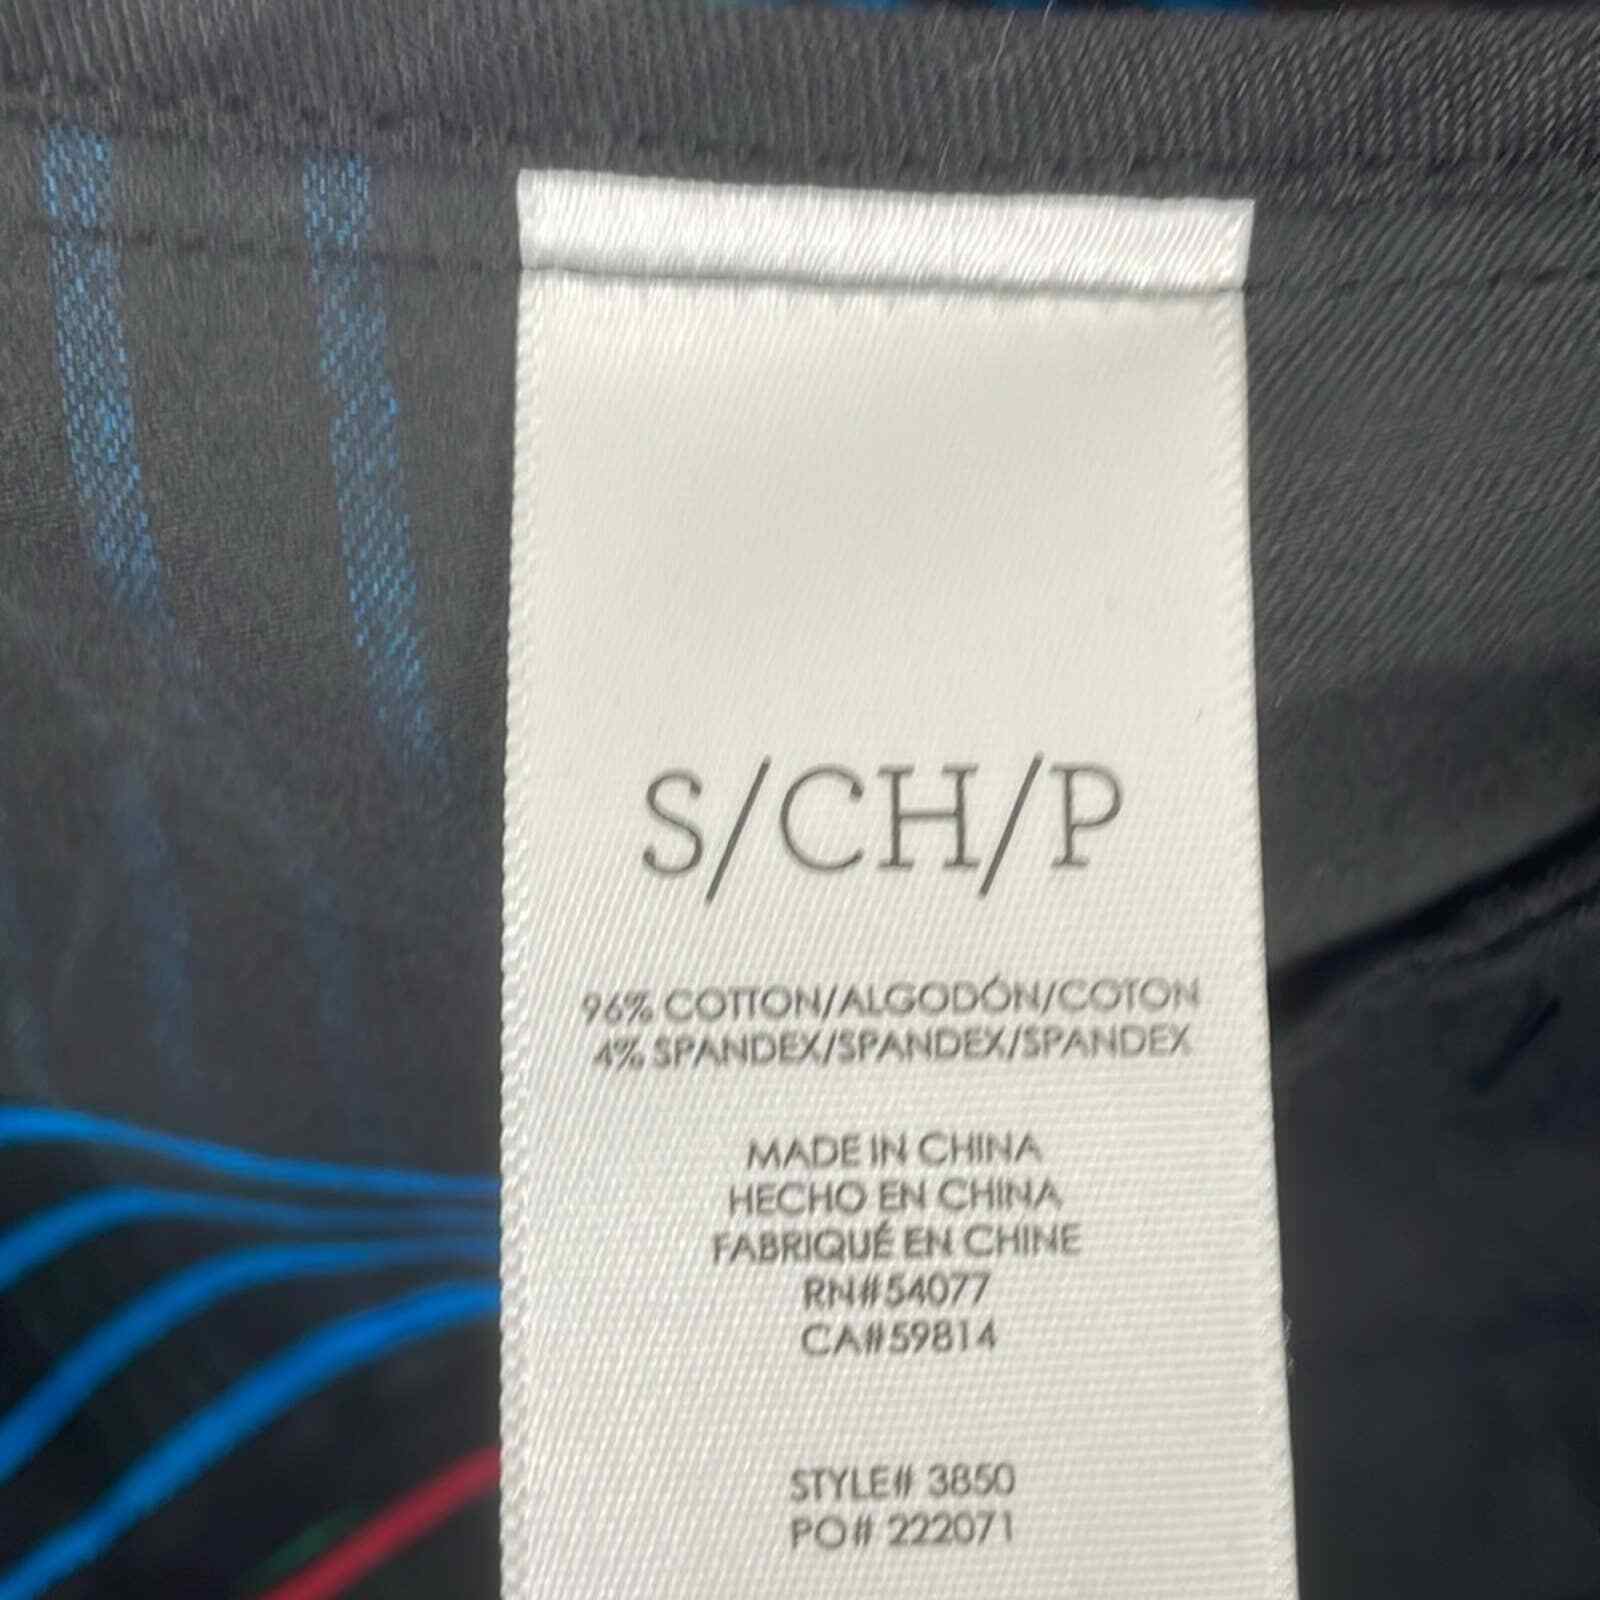 S/CH/P
96% COTTON/ALGODÓN/COTON
4% SPANDEX/SPANDEX/SPANDEX
MADE IN CHINA
HECHO EN CHINA
FABRIQUÉ EN CHINE
RN#54077
CA#59814
STYLE# 3850
PO# 222071